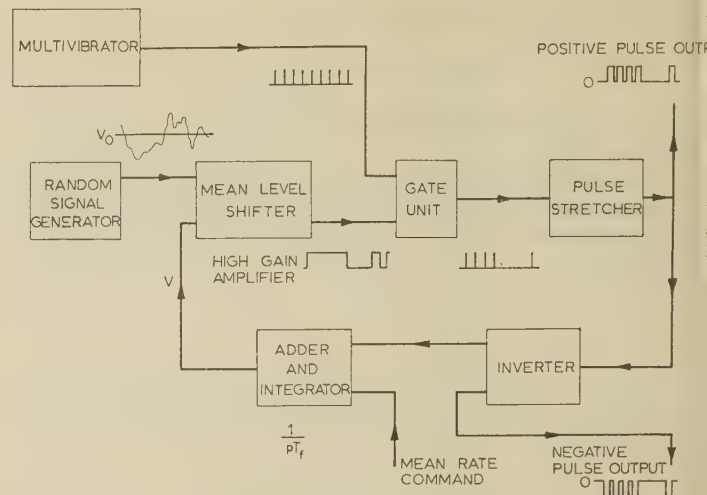 MULTIVIBRATOR
POSITIVE PULSE OUTP
O
V₀
RANDOM
SIGNAL
GENERATOR
MEAN LEVEL
SHIFTER
GATE
UNIT
PULSE
STRETCHER
HIGH GAIN
AMPLIFIER
V
ADDER
AND
INTEGRATOR
INVERTER
1
pTf
MEAN RATE
COMMAND
NEGATIVE
PULSE OUTPUT
O